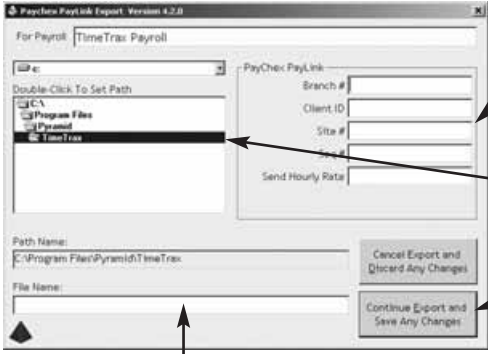 Paychex PayLink Export Version 4.2.0
For Payroll TimeTrax Payroll
c:
Double-Click To Set Path
C:\
Program Files
Pyramid
TimeTrax
PayChex PayLink
Branch #
Client ID
Site #
Seq #
Send Hourly Rate
Path Name:
C:\Program Files\Pyramid\TimeTrax
File Name:
Cancel Export and
Discard Any Changes
Continue Export and
Save Any Changes